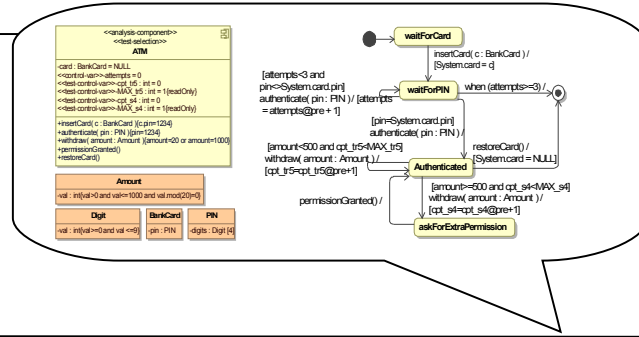 <<analysis-component>>
<<test-selection>>
ATM
-card : BankCard = NULL
<<control-var>>-attempts = 0
<<test-control-var>>-cpt_tr5 : int = 0
<<test-control-var>>-MAX_tr5 : int = 1{readOnly}
<<test-control-var>>-cpt_s4 : int = 0
<<test-control-var>>-MAX_s4 : int = 1{readOnly}
+insertCard( c : BankCard ){c.pin=1234}
+authenticate( pin : PIN ){pin=1234}
+withdraw( amount : Amount ){amount=20 or amount=1000}
+permissionGranted()
+restoreCard()
Amount
-val : int{val>0 and val<=1000 and val.mod(20)=0}
Digit
-val : int{val>=0 and val <=9}
BankCard
-pin : PIN
PIN
-digits : Digit [4]
waitForCard
insertCard( c : BankCard ) /
[System.card = c]
[attempts<3 and
pin<>System.card.pin]
authenticate( pin : PIN ) / [attempts
= attempts@pre + 1]
waitForPIN
when (attempts>=3) /
[pin=System.card.pin]
authenticate( pin : PIN ) /
[amount<500 and cpt_tr5<MAX_tr5]
withdraw( amount : Amount ) /
[cpt_tr5=cpt_tr5@pre+1]
restoreCard() /
[System.card = NULL]
Authenticated
[amount>=500 and cpt_s4<MAX_s4]
withdraw( amount : Amount ) /
[cpt_s4=cpt_s4@pre+1]
permissionGranted() /
askForExtraPermission